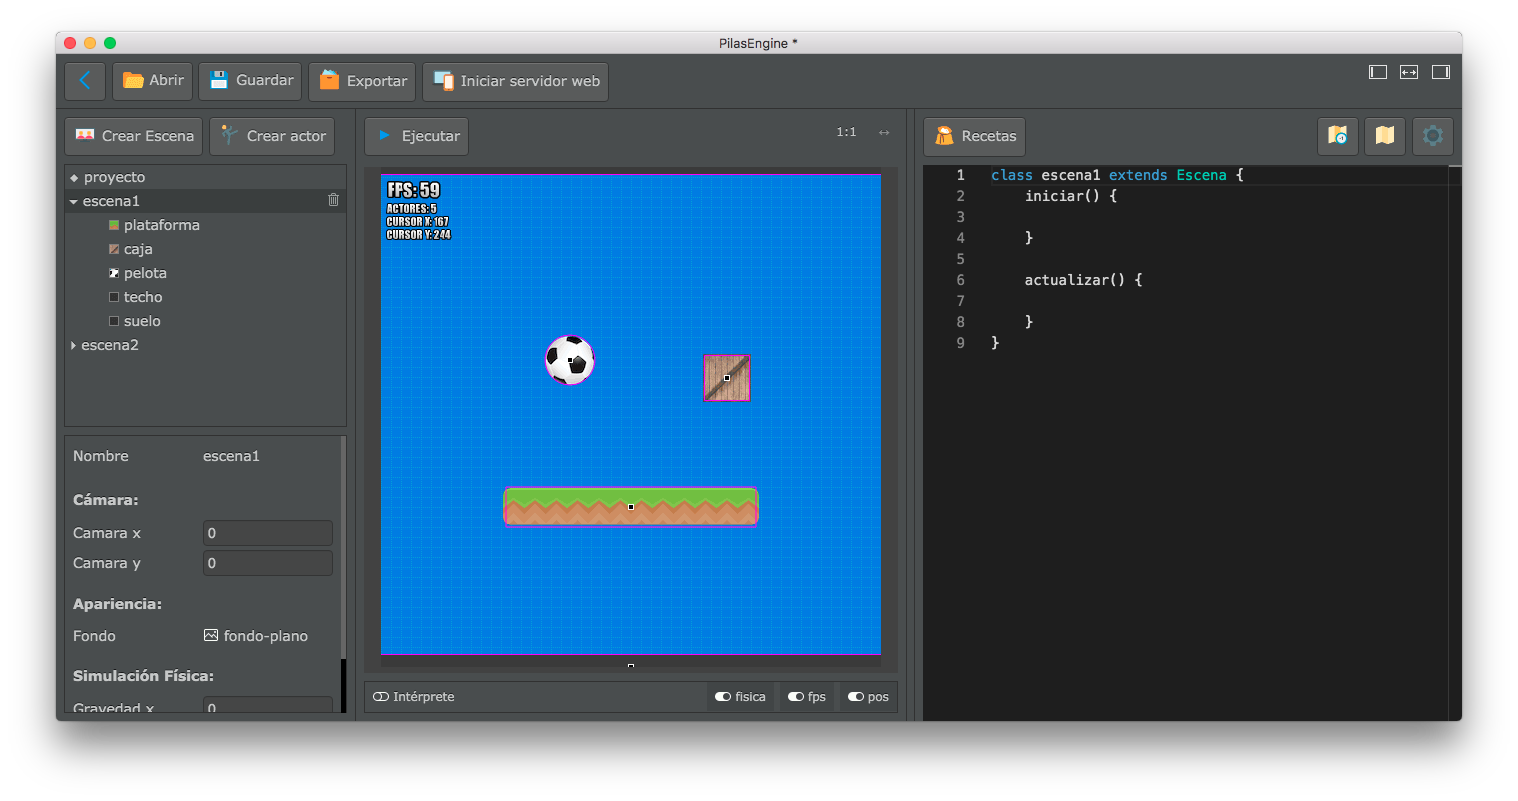 PilasEngine *
Abrir
Guardar
Exportar
Iniciar servidor web
Crear Escena
Crear actor
proyecto
escena1
plataforma
caja
pelota
techo
suelo
escena2
Nombre escena1
Cámara:
Camara x 0
Camara y 0
Apariencia:
Fondo fondo-plano
Simulación Física:
Gravedad x 0
Ejecutar
1:1
FPS: 59
ACTORES: 5
CURSOR X: 167
CURSOR Y: 244
Intérprete
fisica
fps
pos
Recetas
1 class escena1 extends Escena {
2 iniciar() {
3
4 }
5
6 actualizar() {
7
8 }
9 }